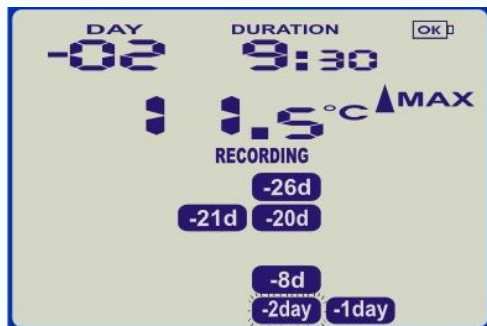 DAY DURATION OK
-02 9:30
11.5°C MAX
RECORDING
-26d
-21d -20d
-8d
-2day -1day